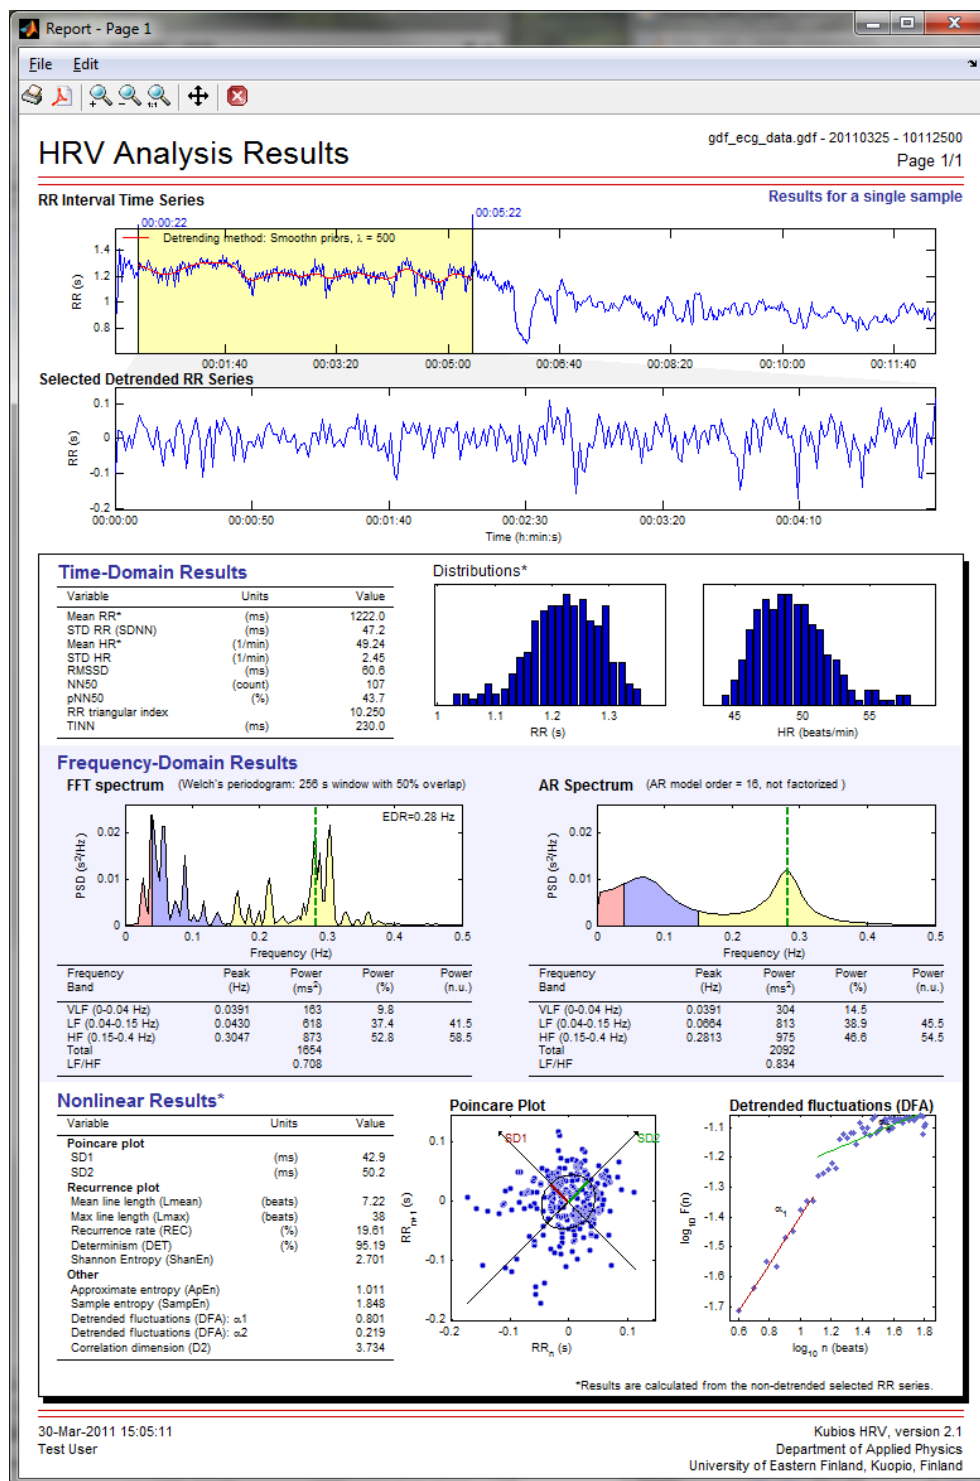 Report - Page 1
File Edit
HRV Analysis Results
gdf_ecg_data.gdf - 20110325 - 10112500
Page 1/1
RR Interval Time Series
Results for a single sample
00:00:22
00:05:22
Detrending method: Smoothn priors, λ = 500
1.4
1.2
1
0.8
RR (s)
00:01:40 00:03:20 00:05:00 00:06:40 00:08:20 00:10:00 00:11:40
Selected Detrended RR Series
0.1
0
-0.1
-0.2
RR (s)
00:00:00 00:00:50 00:01:40 00:02:30 00:03:20 00:04:10
Time (h:min:s)
Time-Domain Results
Variable Units Value
Mean RR* (ms) 1222.0
STD RR (SDNN) (ms) 47.2
Mean HR* (1/min) 49.24
STD HR (1/min) 2.45
RMSSD (ms) 60.6
NN50 (count) 107
pNN50 (%) 43.7
RR triangular index 10.250
TINN (ms) 230.0
Distributions*
1 1.1 1.2 1.3
RR (s)
45 50 55
HR (beats/min)
Frequency-Domain Results
FFT spectrum (Welch's periodogram: 256 s window with 50% overlap)
EDR=0.28 Hz
0.02
0.01
0
PSD (s²/Hz)
0 0.1 0.2 0.3 0.4 0.5
Frequency (Hz)
Frequency Band Peak (Hz) Power (ms²) Power (%) Power (n.u.)
VLF (0-0.04 Hz) 0.0391 163 9.8
LF (0.04-0.15 Hz) 0.0430 618 37.4 41.5
HF (0.15-0.4 Hz) 0.3047 873 52.8 58.5
Total 1654
LF/HF 0.708
AR Spectrum (AR model order = 16, not factorized )
0.02
0.01
0
PSD (s²/Hz)
0 0.1 0.2 0.3 0.4 0.5
Frequency (Hz)
Frequency Band Peak (Hz) Power (ms²) Power (%) Power (n.u.)
VLF (0-0.04 Hz) 0.0391 304 14.5
LF (0.04-0.15 Hz) 0.0664 813 38.9 45.5
HF (0.15-0.4 Hz) 0.2813 975 46.6 54.5
Total 2092
LF/HF 0.834
Nonlinear Results*
Variable Units Value
Poincare plot
SD1 (ms) 42.9
SD2 (ms) 50.2
Recurrence plot
Mean line length (Lmean) (beats) 7.22
Max line length (Lmax) (beats) 38
Recurrence rate (REC) (%) 19.61
Determinism (DET) (%) 95.19
Shannon Entropy (ShanEn) 2.701
Other
Approximate entropy (ApEn) 1.011
Sample entropy (SampEn) 1.848
Detrended fluctuations (DFA): α1 0.801
Detrended fluctuations (DFA): α2 0.219
Correlation dimension (D2) 3.734
Poincare Plot
SD1
SD2
0.1
0
-0.1
-0.2
RRₙ₊₁ (s)
-0.2 -0.1 0 0.1
RRₙ (s)
Detrended fluctuations (DFA)
-1.1
-1.2
-1.3
-1.4
-1.5
-1.6
-1.7
log₁₀ F(n)
α₁
0.6 0.8 1 1.2 1.4 1.6 1.8
log₁₀ n (beats)
*Results are calculated from the non-detrended selected RR series.
30-Mar-2011 15:05:11
Test User
Kubios HRV, version 2.1
Department of Applied Physics
University of Eastern Finland, Kuopio, Finland